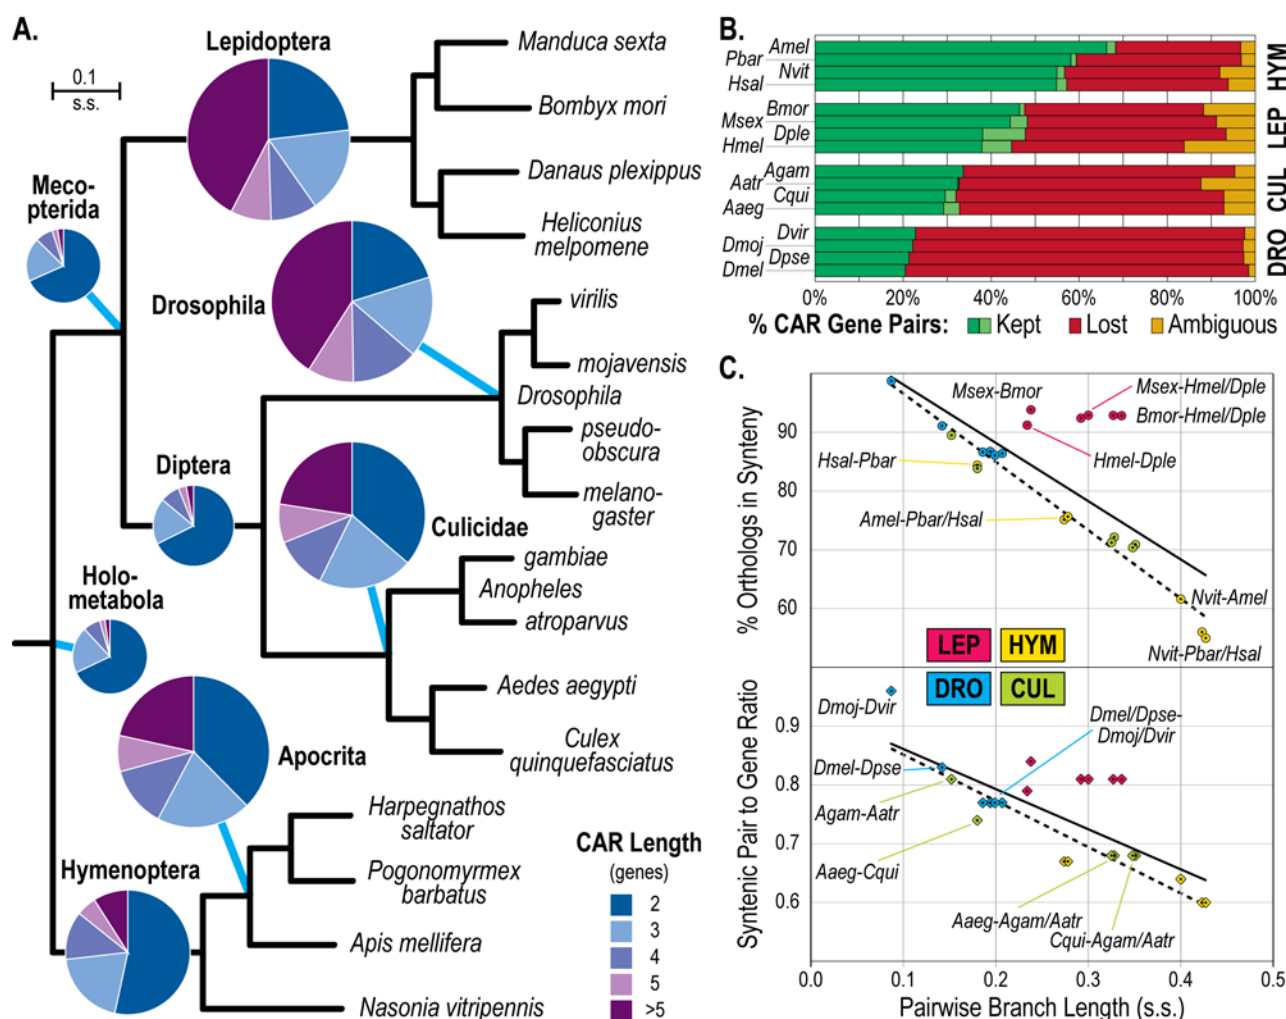 A.
0.1
s.s.
Lepidoptera
Manduca sexta
Bombyx mori
Danaus plexippus
Heliconius
melpomene
Meco-
pterida
Drosophila
virilis
mojavensis
Drosophila
pseudo-
obscura
melano-
gaster
Diptera
Culicidae
gambiae
Anopheles
atroparvus
Aedes aegypti
Culex
quinquefasciatus
Holo-
metabola
Apocrita
Harpegnathos
saltator
Pogonomyrmex
barbatus
Apis mellifera
Nasonia vitripennis
Hymenoptera
CAR Length
(genes)
2
3
4
5
>5
B.
Amel
Pbar
Nvit
Hsal
HYM
Bmor
Msex
Dple
Hmel
LEP
Agam
Aatr
Cqui
Aaeg
CUL
Dvir
Dmoj
Dpse
Dmel
DRO
0% 20% 40% 60% 80% 100%
% CAR Gene Pairs: Kept Lost Ambiguous
C.
% Orthologs in Synteny
90
80
70
60
Msex-Bmor
Msex-Hmel/Dple
Bmor-Hmel/Dple
Hmel-Dple
Hsal-Pbar
Amel-Pbar/Hsal
Nvit-Amel
Nvit-Pbar/Hsal
LEP HYM
DRO CUL
Syntenic Pair to Gene Ratio
0.9
0.8
0.7
0.6
Dmoj-Dvir
Dmel/Dpse-
Dmoj/Dvir
Dmel-Dpse
Agam-Aatr
Aaeg-Cqui
Aaeg-Agam/Aatr
Cqui-Agam/Aatr
0.0 0.1 0.2 0.3 0.4 0.5
Pairwise Branch Length (s.s.)